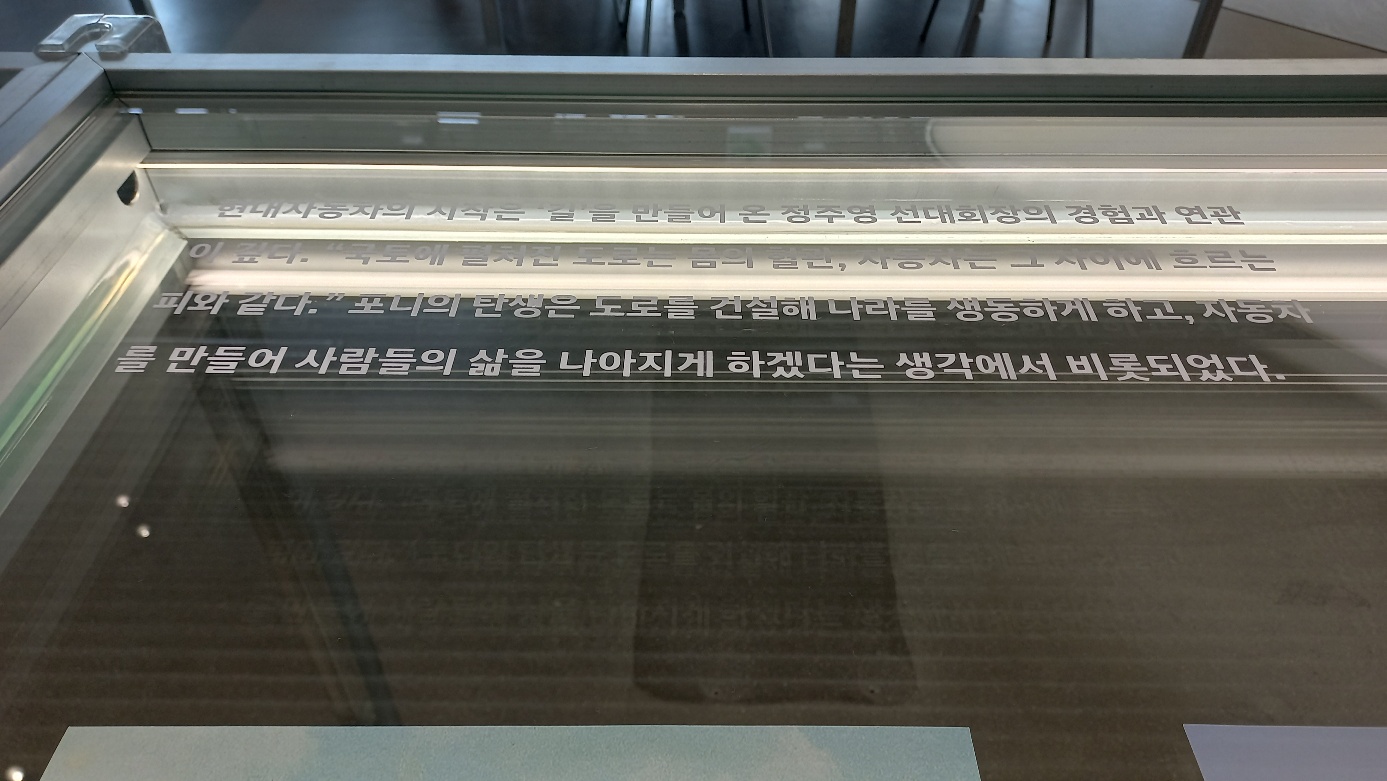 현대자동차의 시작은 '길'을 만들어 온 정주영 선대회장의 경험과 연관
이 깊다. “국토에 펼쳐진 도로는 몸의 혈관, 자동차는 그 사이에 흐르는
피와 같다.” 포니의 탄생은 도로를 건설해 나라를 생동하게 하고, 자동차
를 만들어 사람들의 삶을 나아지게 하겠다는 생각에서 비롯되었다.